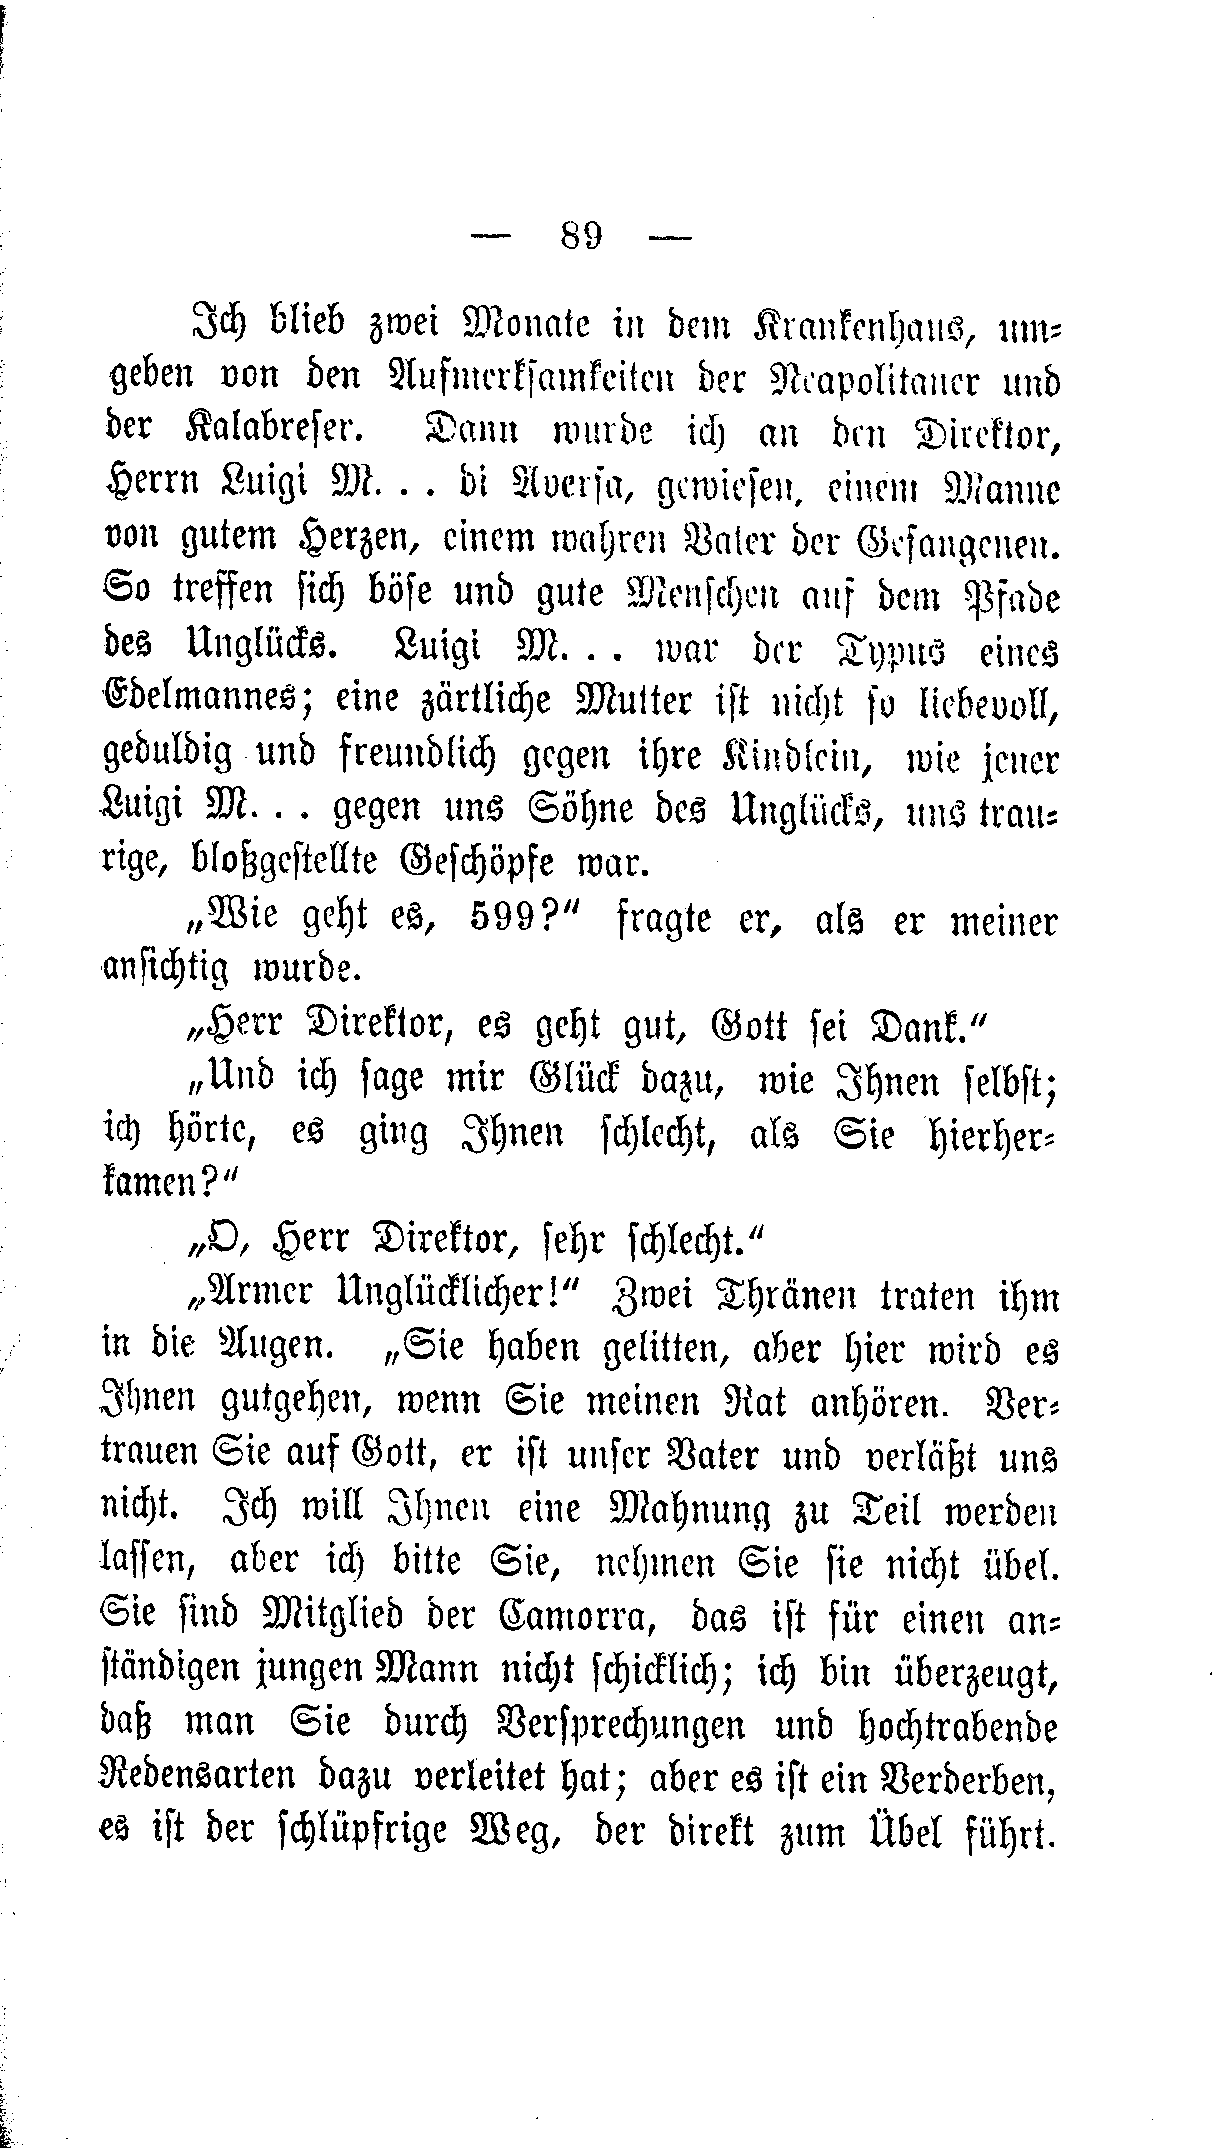 — 89 —
Ich blieb zwei Monate in dem Krankenhaus, um-
geben von den Aufmerksamkeiten der Neapolitaner und
der Kalabreser. Dann wurde ich an den Direktor,
Herrn Luigi M. . . di Aversa, gewiesen, einem Manne
von gutem Herzen, einem wahren Vater der Gefangenen.
So treffen sich böse und gute Menschen auf dem Pfade
des Unglücks. Luigi M. . . war der Typus eines
Edelmannes; eine zärtliche Mutter ist nicht so liebevoll,
geduldig und freundlich gegen ihre Kindlein, wie jener
Luigi M. . . gegen uns Söhne des Unglücks, uns trau-
rige, bloßgestellte Geschöpfe war.
„Wie geht es, 599?“ fragte er, als er meiner
ansichtig wurde.
„Herr Direktor, es geht gut, Gott sei Dank.“
„Und ich sage mir Glück dazu, wie Ihnen selbst;
ich hörte, es ging Ihnen schlecht, als Sie hierher-
kamen?“
„O, Herr Direktor, sehr schlecht.“
„Armer Unglücklicher!“ Zwei Thränen traten ihm
in die Augen. „Sie haben gelitten, aber hier wird es
Ihnen gutgehen, wenn Sie meinen Rat anhören. Ver-
trauen Sie auf Gott, er ist unser Vater und verläßt uns
nicht. Ich will Ihnen eine Mahnung zu Teil werden
lassen, aber ich bitte Sie, nehmen Sie sie nicht übel.
Sie sind Mitglied der Camorra, das ist für einen an-
ständigen jungen Mann nicht schicklich; ich bin überzeugt,
daß man Sie durch Versprechungen und hochtrabende
Redensarten dazu verleitet hat; aber es ist ein Verderben,
es ist der schlüpfrige Weg, der direkt zum Übel führt.